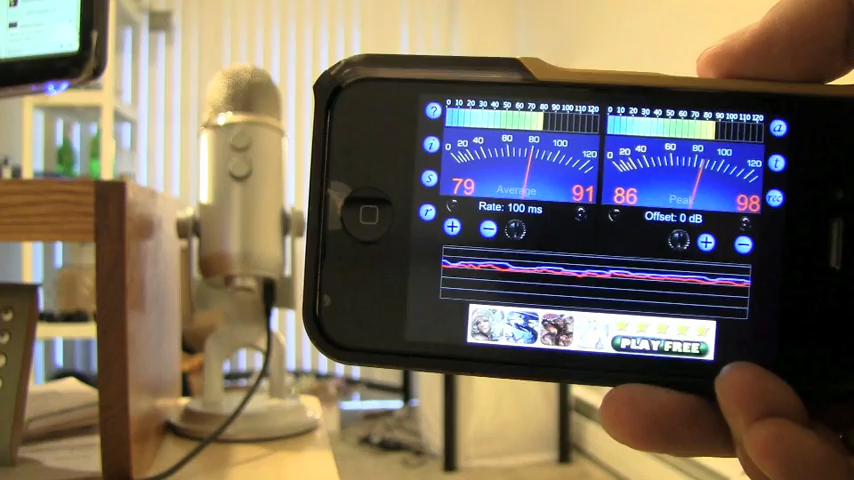 0 10 20 30 40 50 60 70 80 90 100 110 120
0 10 20 30 40 50 60 70 80 90 100 110 120
?
a
0 20 40 60 80 100 120
0 20 40 60 80 100 120
i
t
79 Average 91
86 Peak 98
s
rec
r
Rate: 100 ms
Offset: 0 dB
+ −
+ −
PLAY FREE